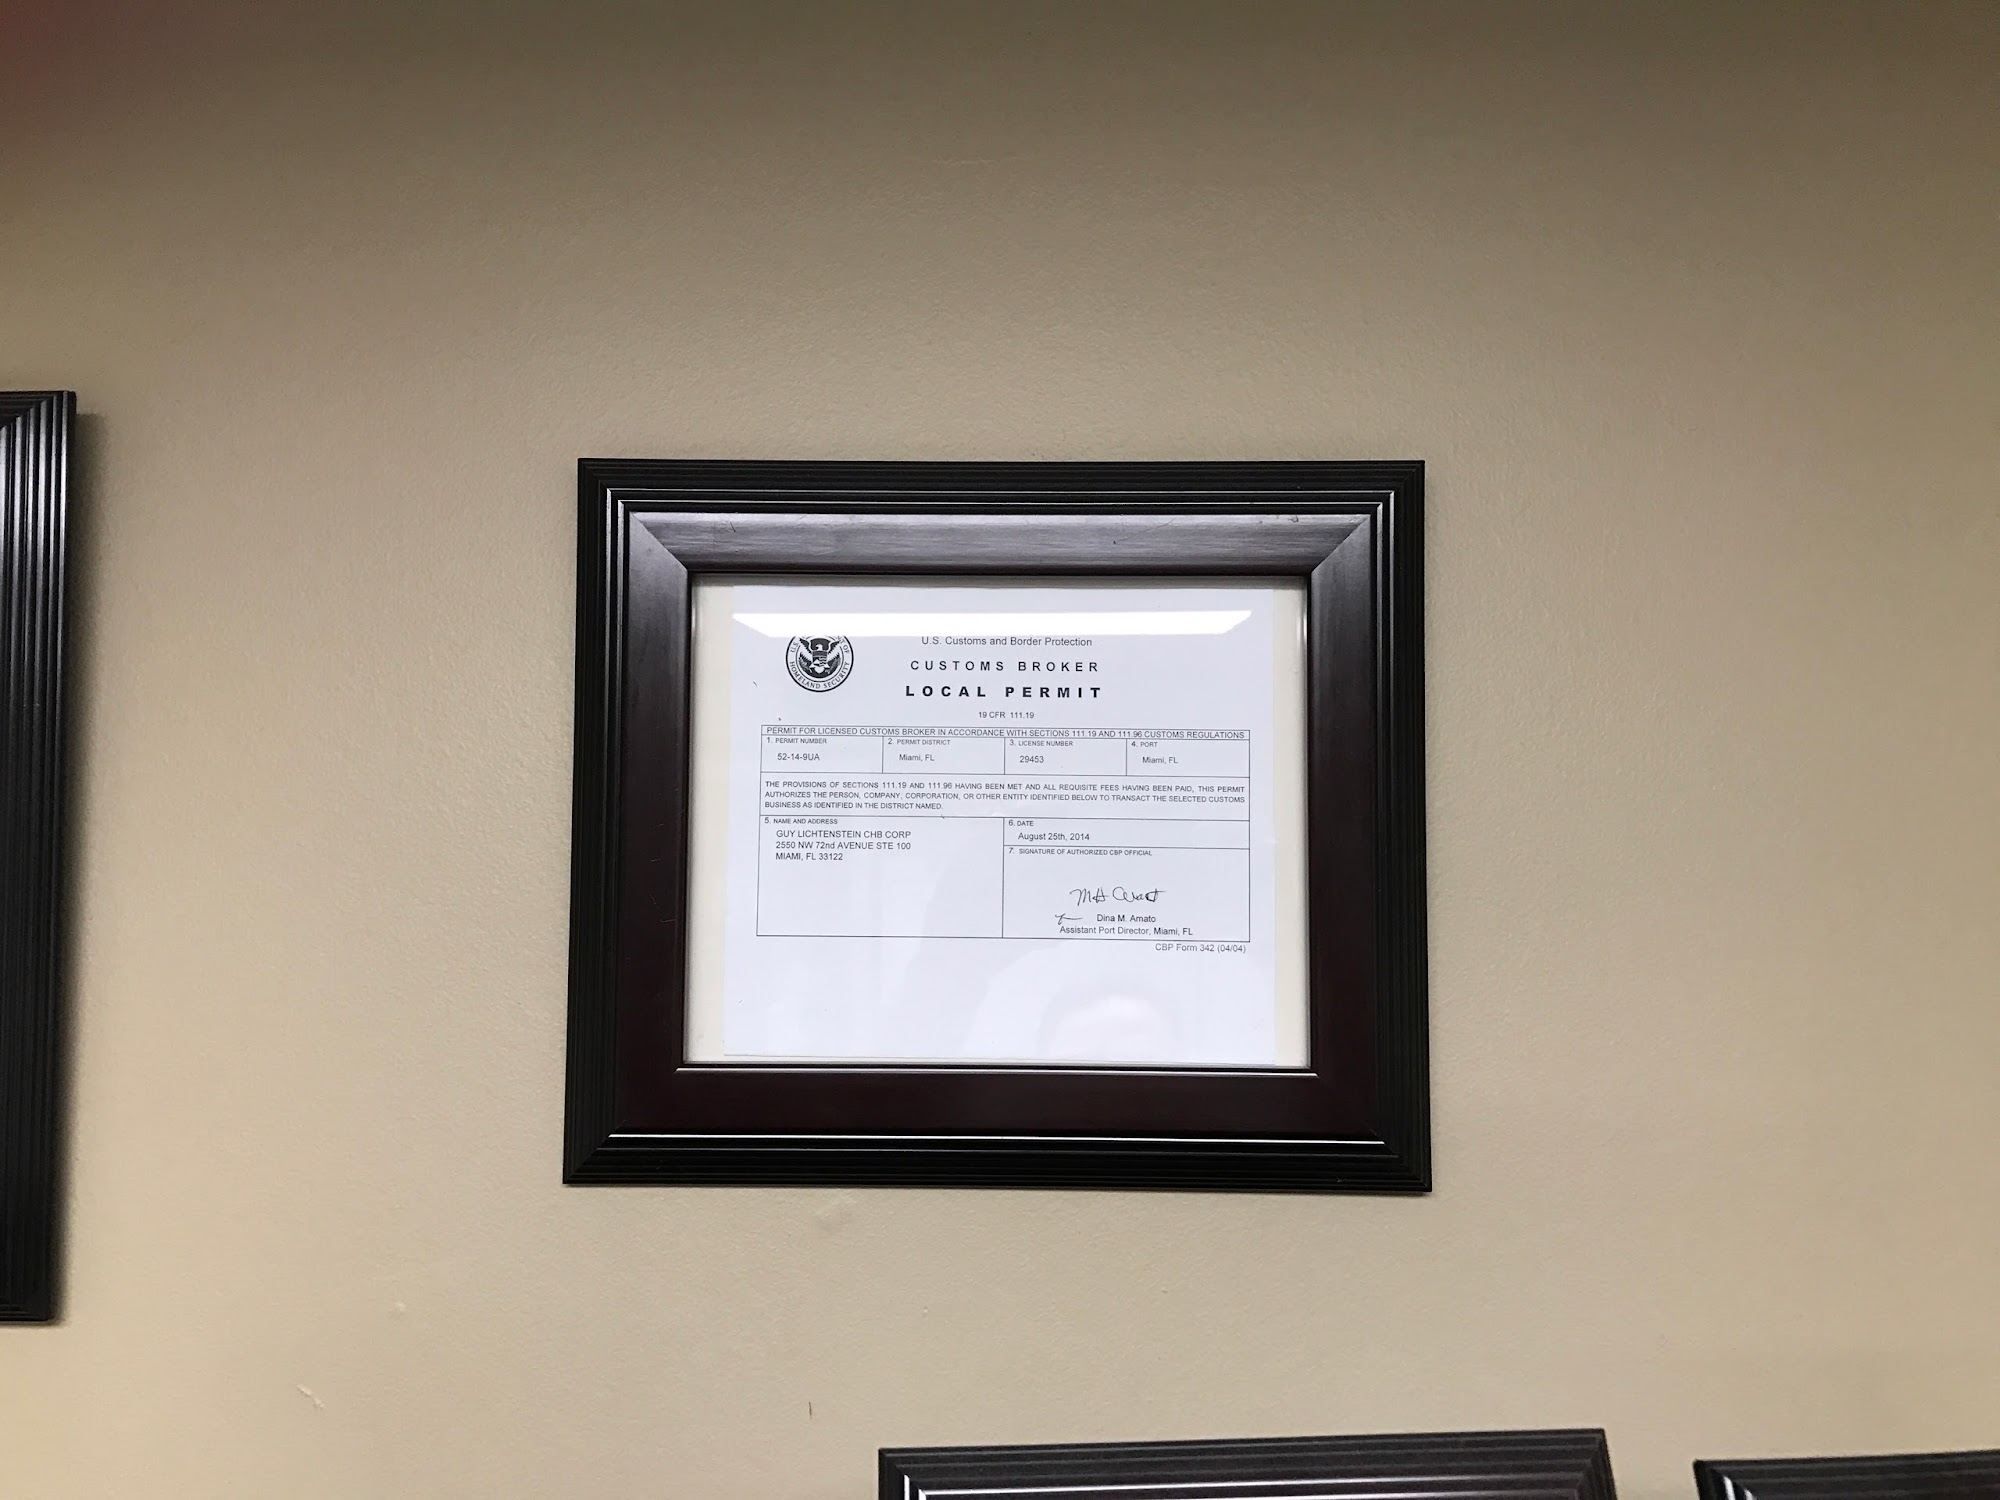 U.S. Customs and Border Protection
HOMELAND SECURITY
CUSTOMS BROKER
LOCAL PERMIT
19 CFR 111.19
PERMIT FOR LICENSED CUSTOMS BROKER IN ACCORDANCE WITH SECTIONS 111.19 AND 111.96 CUSTOMS REGULATIONS
1. PERMIT NUMBER
52-14-9UA
2. PERMIT DISTRICT
Miami, FL
3. LICENSE NUMBER
29453
4. PORT
Miami, FL
THE PROVISIONS OF SECTIONS 111.19 AND 111.96 HAVING BEEN MET AND ALL REQUISITE FEES HAVING BEEN PAID, THIS PERMIT
AUTHORIZES THE PERSON, COMPANY, CORPORATION, OR OTHER ENTITY IDENTIFIED BELOW TO TRANSACT THE SELECTED CUSTOMS
BUSINESS AS IDENTIFIED IN THE DISTRICT NAMED.
5. NAME AND ADDRESS
GUY LICHTENSTEIN CHB CORP
2550 NW 72nd AVENUE STE 100
MIAMI, FL 33122
6. DATE
August 25th, 2014
7. SIGNATURE OF AUTHORIZED CBP OFFICIAL
Dina M. Amato
Assistant Port Director, Miami, FL
CBP Form 342 (04/04)